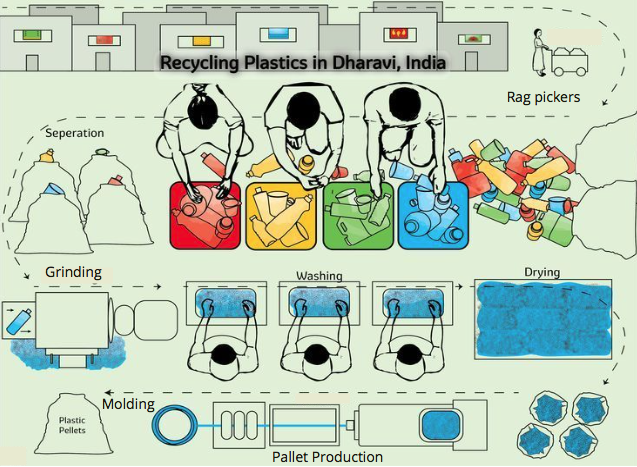 Recycling Plastics in Dharavi, India
Rag pickers
Seperation
Grinding
Washing
Drying
Molding
Plastic
Pellets
Pallet Production